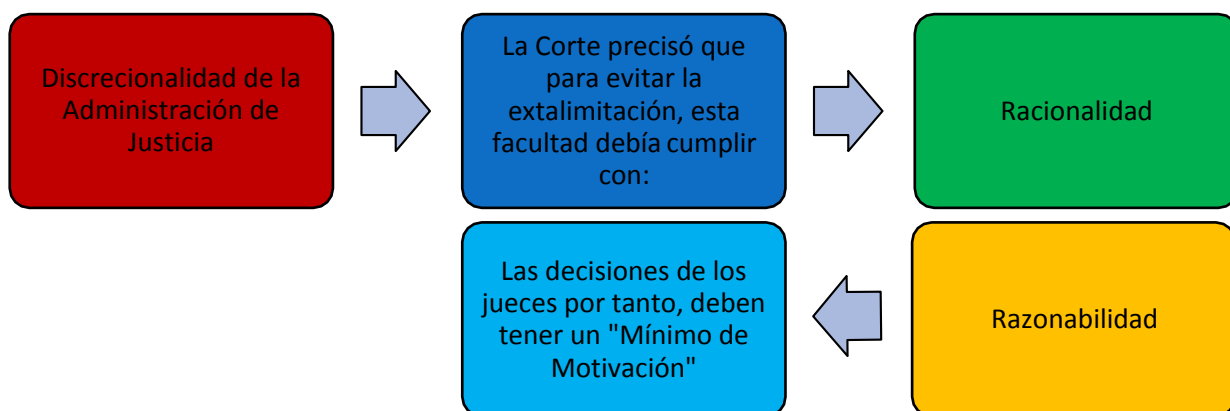 Discrecionalidad de la
Administración de
Justicia
La Corte precisó que
para evitar la
extalimitación, esta
facultad debía cumplir
con:
Racionalidad
Razonabilidad
Las decisiones de los
jueces por tanto, deben
tener un "Mínimo de
Motivación"